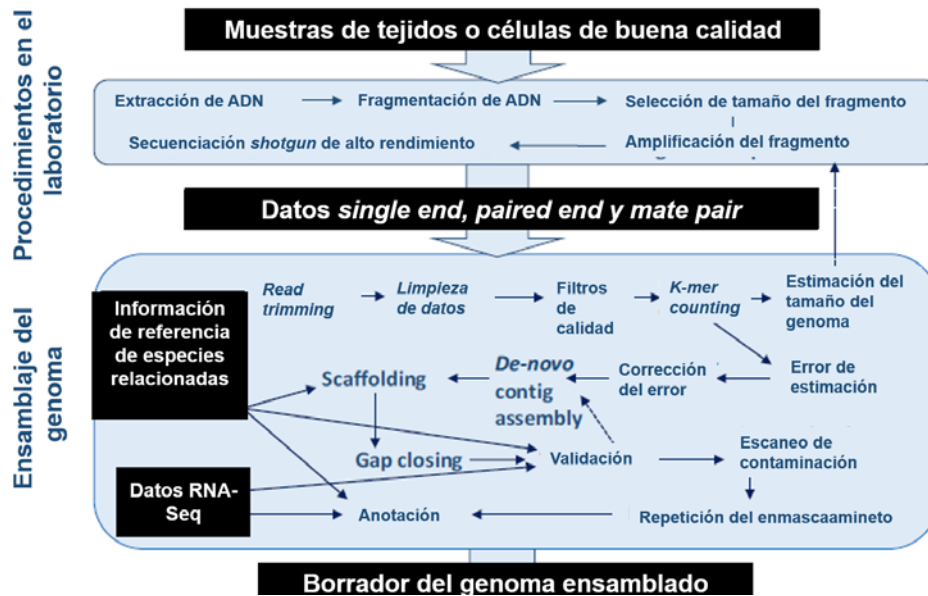 Muestras de tejidos o células de buena calidad
Procedimientos en el
laboratorio
Extracción de ADN
Fragmentación de ADN
Selección de tamaño del fragmento
Secuenciación shotgun de alto rendimiento
Amplificación del fragmento
Datos single end, paired end y mate pair
Ensamblaje del
genoma
Información
de referencia
de especies
relacionadas
Read
trimming
Limpieza
de datos
Filtros
de
calidad
K-mer
counting
Estimación del
tamaño del
genoma
Scaffolding
De-novo
contig
assembly
Corrección
del error
Error de
estimación
Gap closing
Validación
Escaneo de
contaminación
Datos RNA-
Seq
Anotación
Repetición del enmascaamineto
Borrador del genoma ensamblado